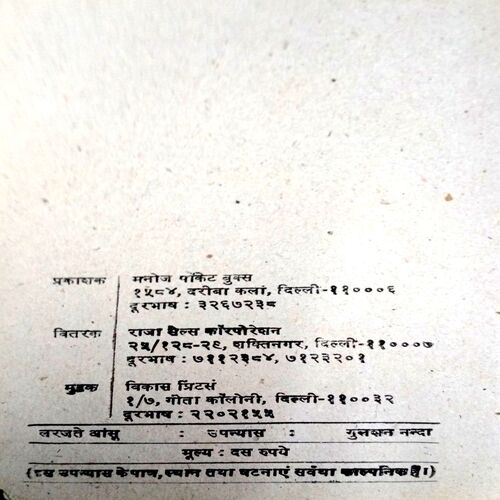 प्रकाशक मनोज पॉकेट बुक्स
१५८४, दरीबा कलां, दिल्ली-११०००६
दूरभाष : ३२६७२३८
वितरक राजा सेल्स कॉरपोरेशन
२५/१२८-२९, शक्तिनगर, दिल्ली-११०००७
दूरभाष : ७११२३८४, ७१२३२०१
मुद्रक विकास प्रिंटर्स
१/७, गीता कॉलोनी, दिल्ली-११००३२
दूरभाष : २२०२१५५
लरजते आंसू : उपन्यास : गुलशन नन्दा
मूल्य : दस रुपये
(इस उपन्यास के पात्र, स्थान तथा घटनाएं सर्वथा काल्पनिक हैं।)